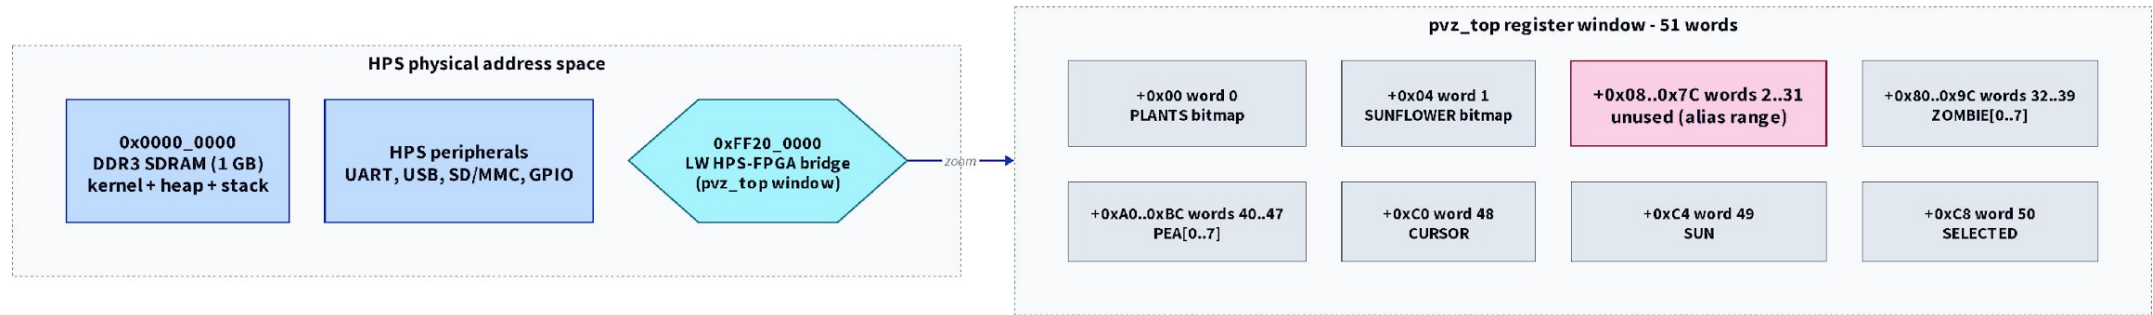 HPS physical address space
0x0000_0000
DDR3 SDRAM (1 GB)
kernel + heap + stack
HPS peripherals
UART, USB, SD/MMC, GPIO
0xFF20_0000
LW HPS-FPGA bridge
(pvz_top window)
zoom
pvz_top register window - 51 words
+0x00 word 0
PLANTS bitmap
+0x04 word 1
SUNFLOWER bitmap
+0x08..0x7C words 2..31
unused (alias range)
+0x80..0x9C words 32..39
ZOMBIE[0..7]
+0xA0..0xBC words 40..47
PEA[0..7]
+0xC0 word 48
CURSOR
+0xC4 word 49
SUN
+0xC8 word 50
SELECTED